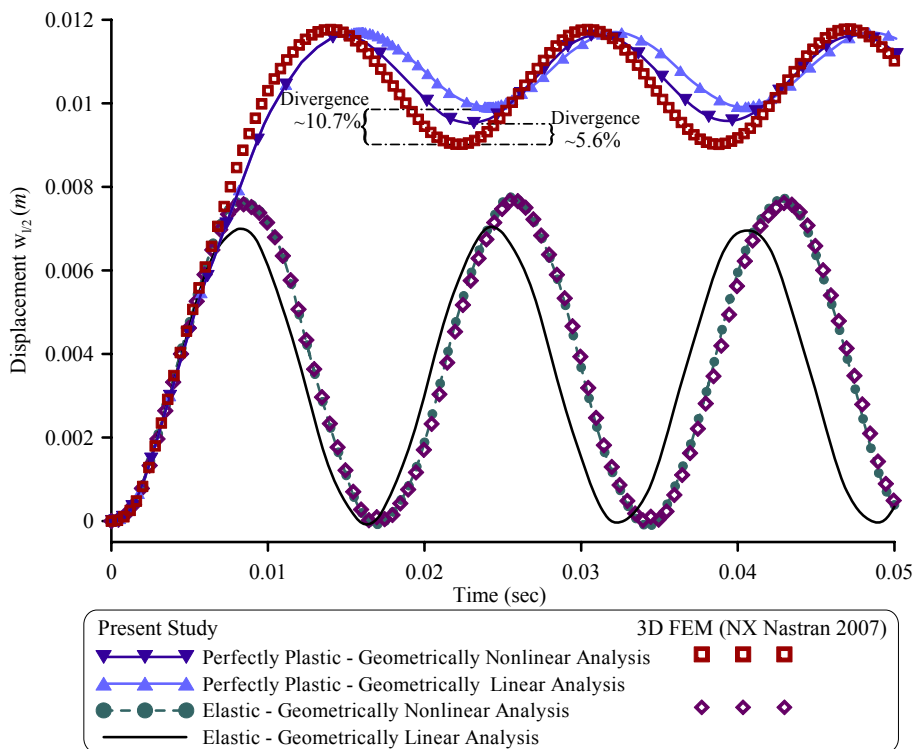 0.012
0.01
0.008
0.006
0.004
0.002
0
Displacement w_l/2 (m)
Divergence
~10.7%
Divergence
~5.6%
0
0.01
0.02
0.03
0.04
0.05
Time (sec)
Present Study
3D FEM (NX Nastran 2007)
Perfectly Plastic - Geometrically Nonlinear Analysis
Perfectly Plastic - Geometrically Linear Analysis
Elastic - Geometrically Nonlinear Analysis
Elastic - Geometrically Linear Analysis